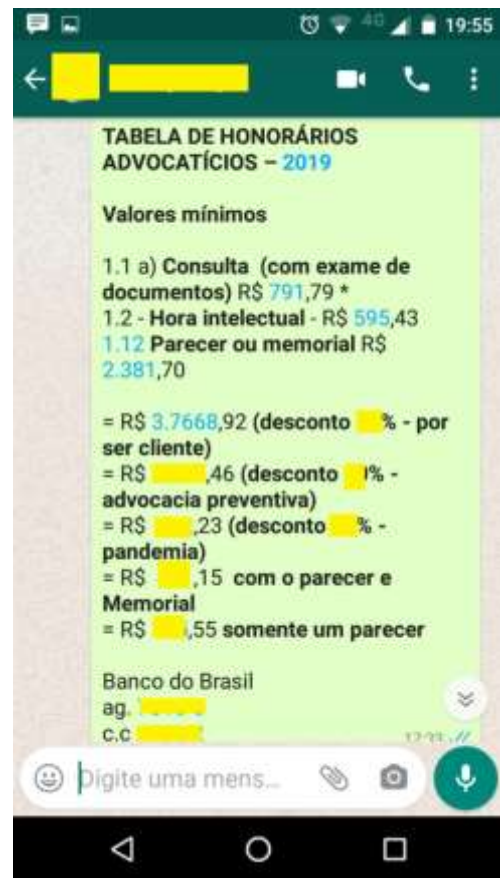 4G 19:55
TABELA DE HONORÁRIOS
ADVOCATÍCIOS – 2019
Valores mínimos
1.1 a) Consulta (com exame de
documentos) R$ 791,79 *
1.2 - Hora intelectual - R$ 595,43
1.12 Parecer ou memorial R$
2.381,70
= R$ 3.7668,92 (desconto % - por
ser cliente)
= R$ ,46 (desconto % -
advocacia preventiva)
= R$ ,23 (desconto % -
pandemia)
= R$ ,15 com o parecer e
Memorial
= R$ ,55 somente um parecer
Banco do Brasil
ag.
c.c
Digite uma mens...